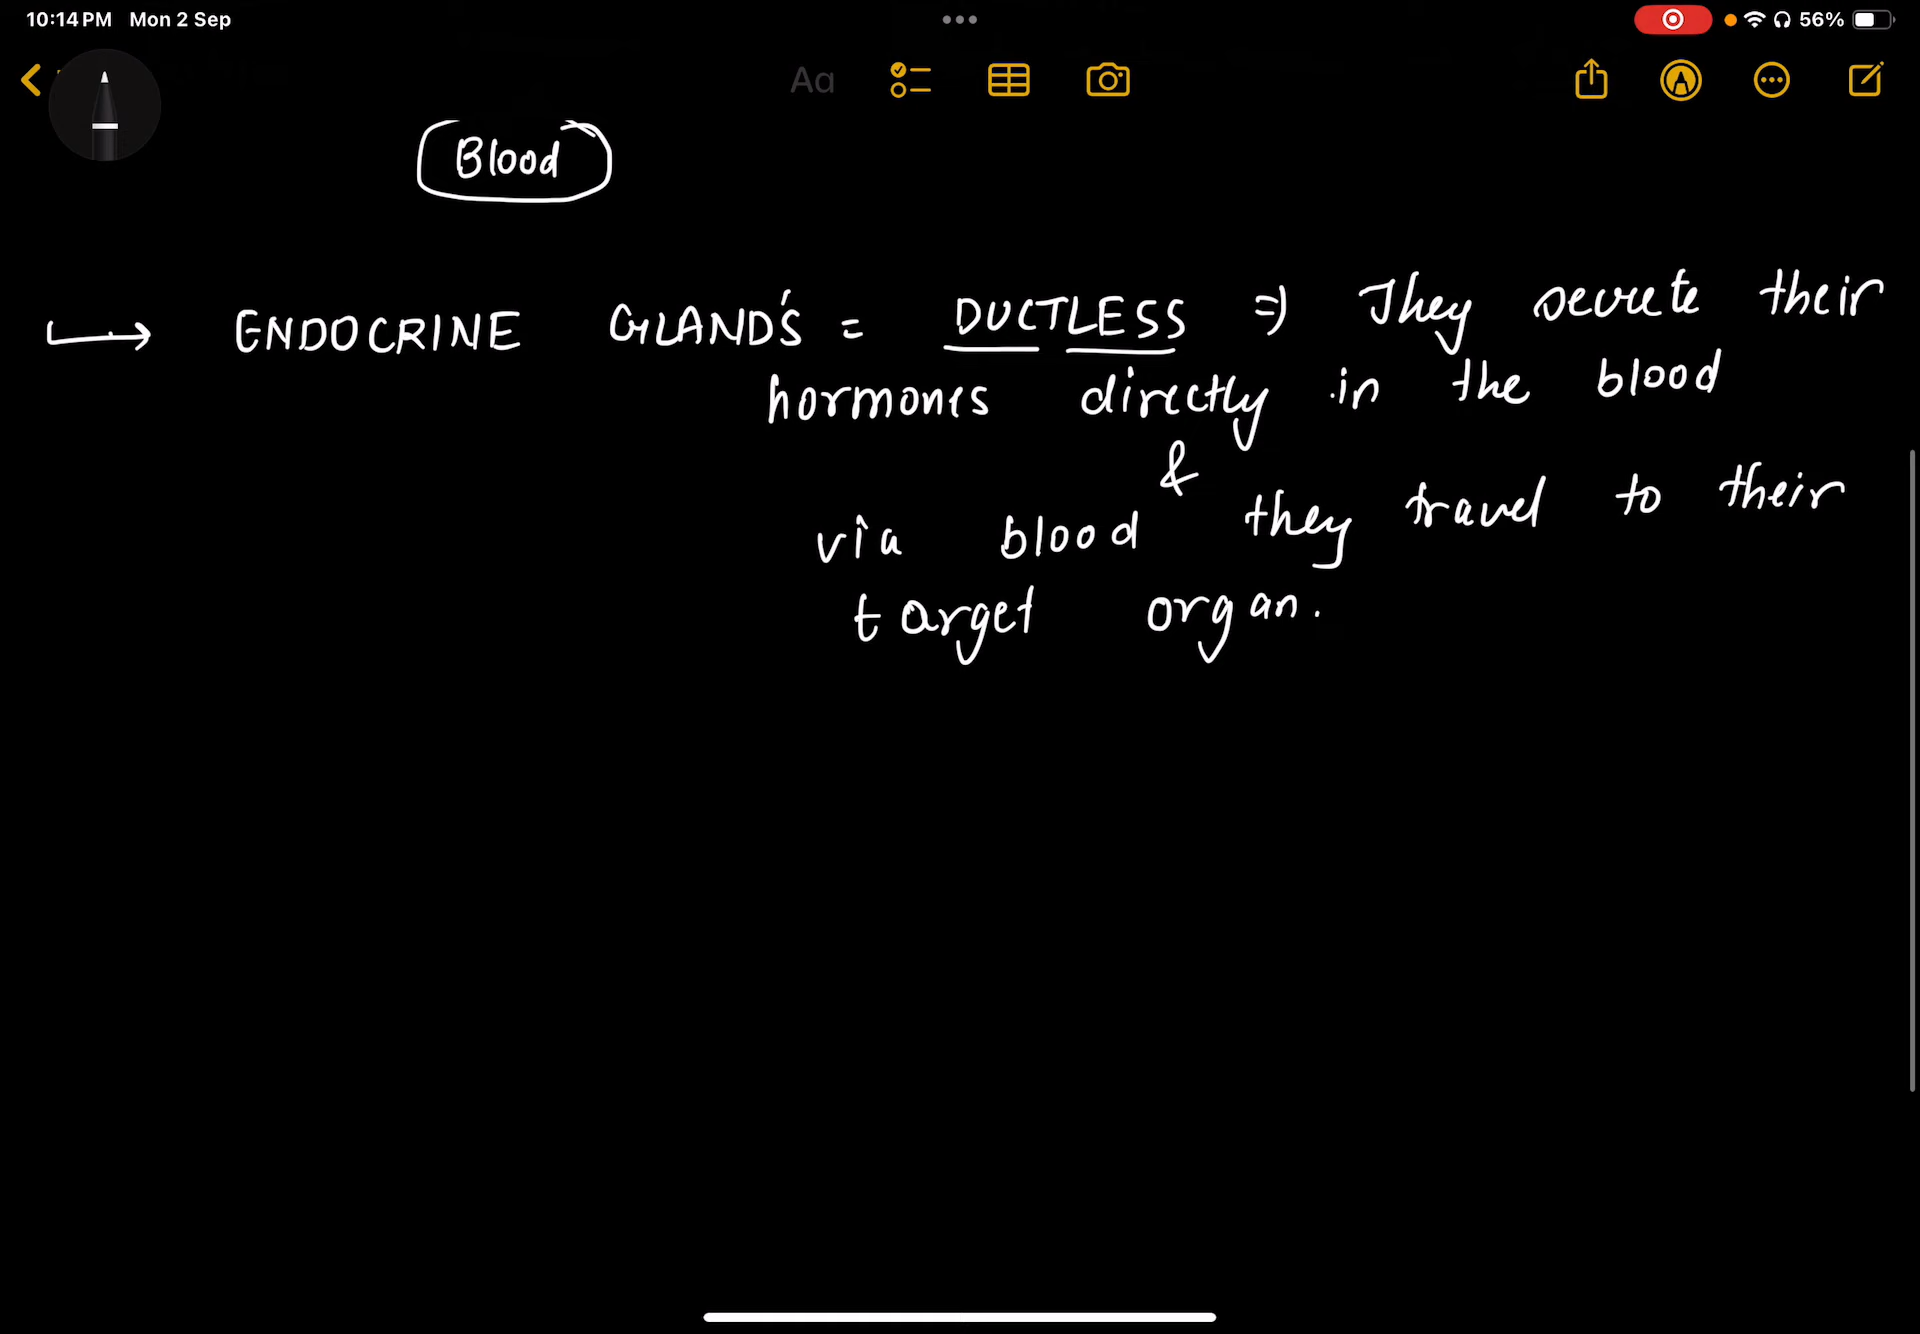 10:14 PM Mon 2 Sep
56%
Aa
Blood
ENDOCRINE GLAND'S = DUCTLESS => They secrete their
hormones directly in the blood
&
via blood they travel to their
target organ.